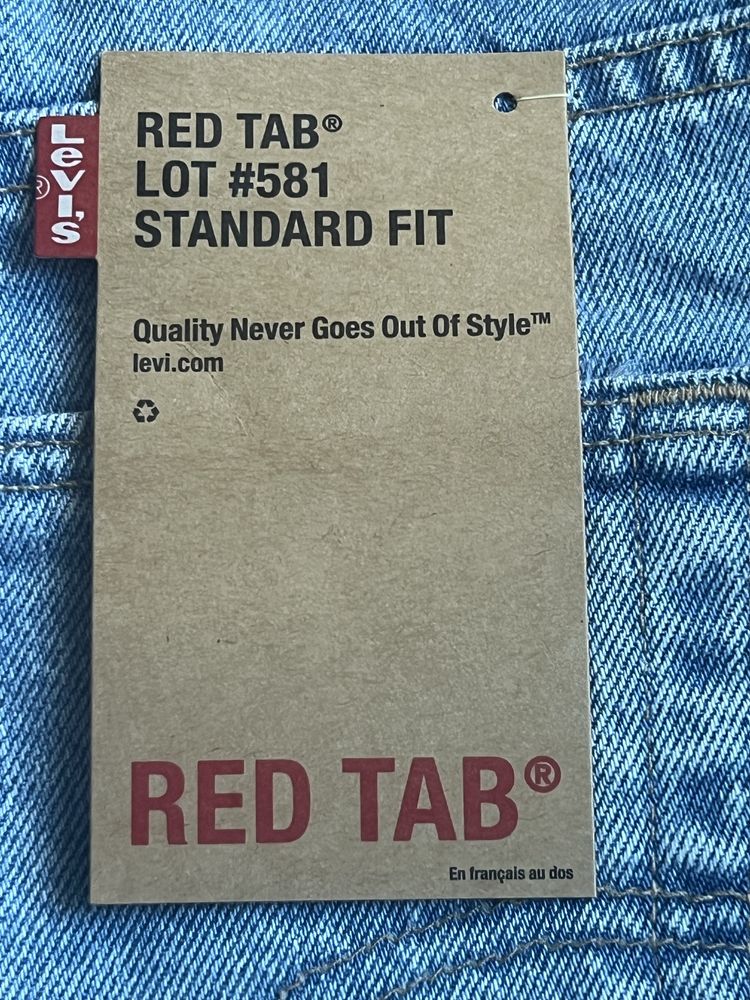 RED TAB®
LOT #581
STANDARD FIT
Levi's
®
Quality Never Goes Out Of Style™
levi.com
RED TAB®
En français au dos